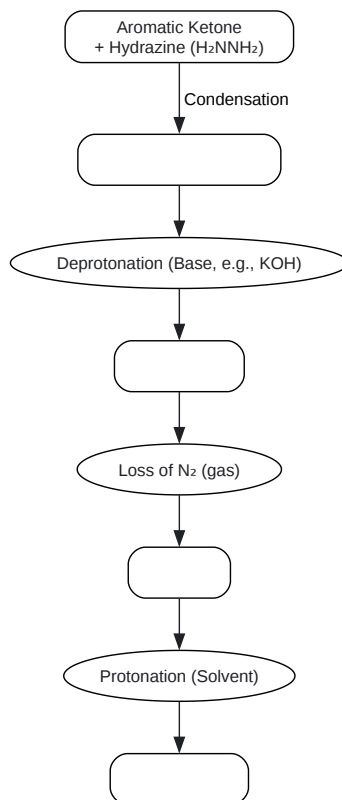 Aromatic Ketone
+ Hydrazine (H₂NNH₂)
Condensation
Deprotonation (Base, e.g., KOH)
Loss of N₂ (gas)
Protonation (Solvent)